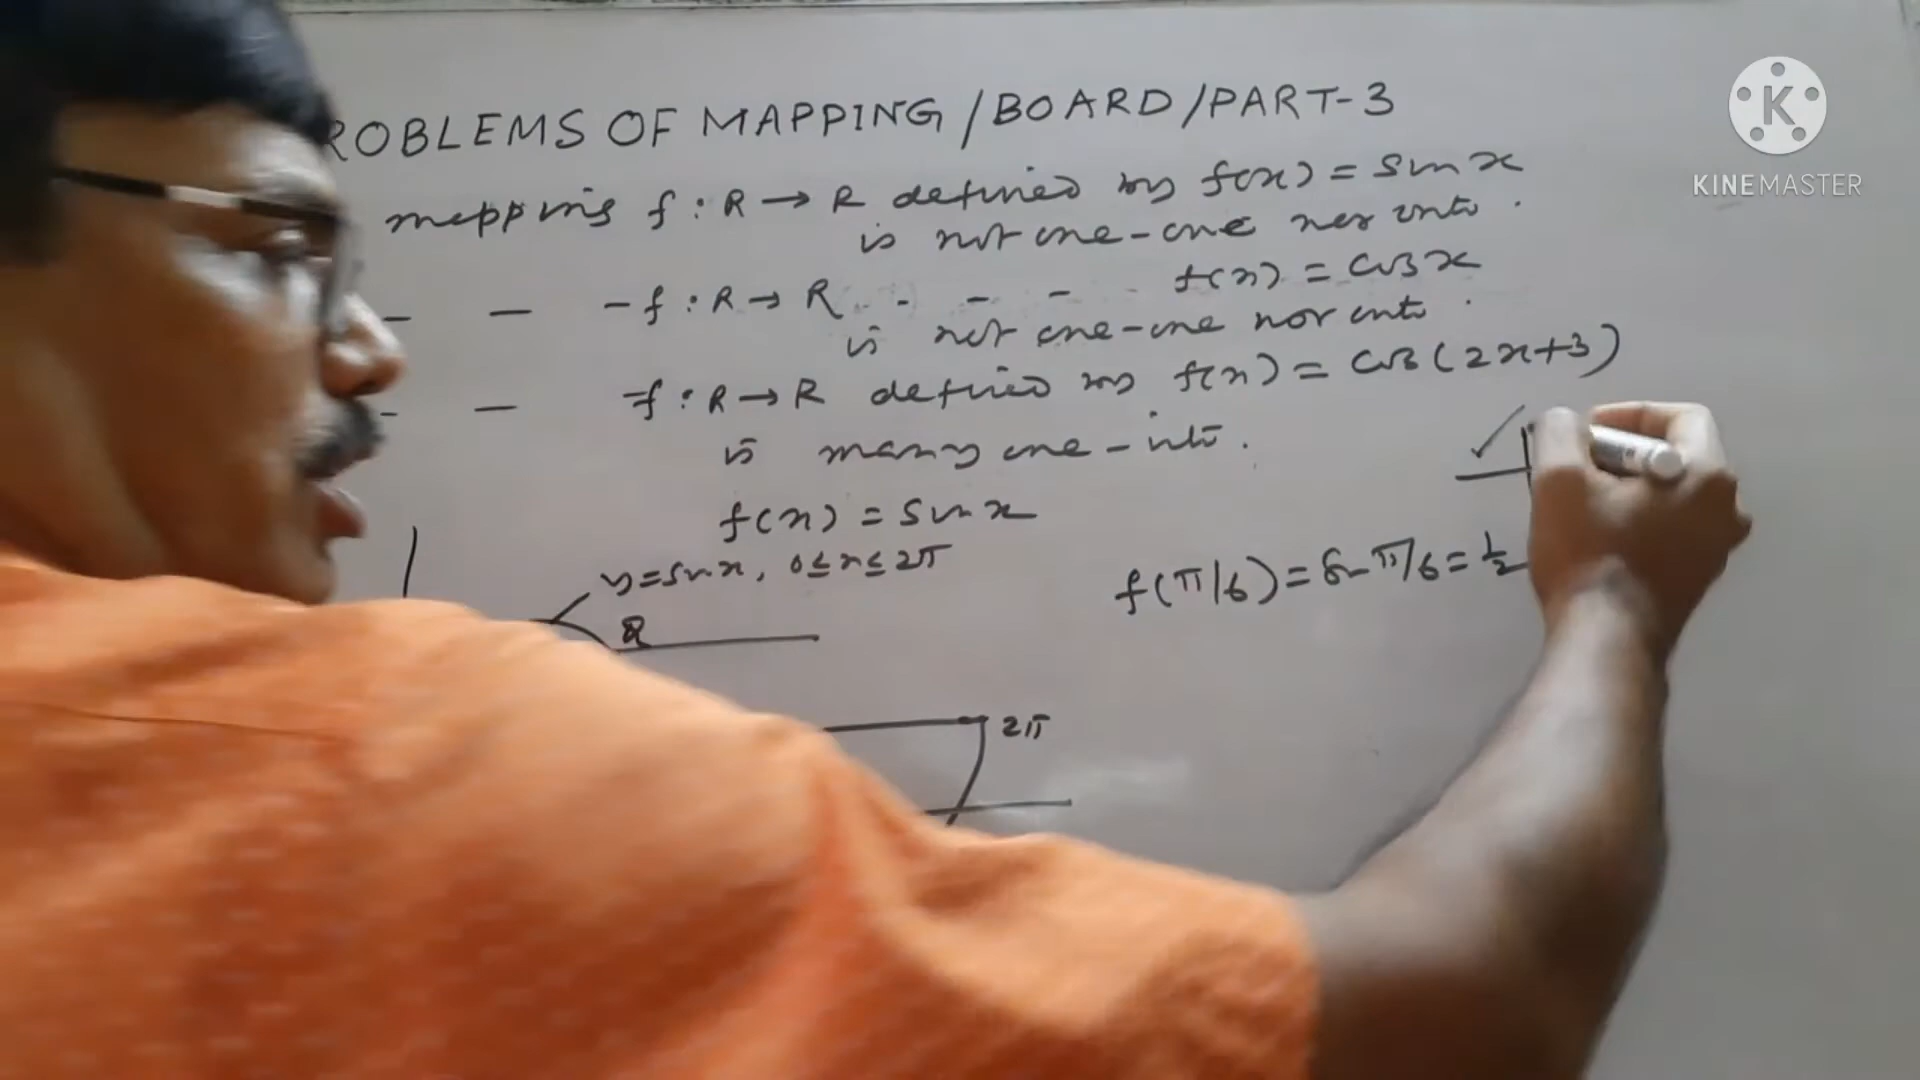 ROBLEMS OF MAPPING/BOARD/PART-3
mapping f : R → R defined by f(x) = sin x
is not one-one nor onto.
— — — f : R → R - - - f(x) = cos x
is not one-one nor onto.
- — f : R → R defined by f(x) = cos(2x+3)
is many one-into.
f(x) = sin x
y=sin x, 0≤x≤2π
f(π/6) = sin π/6 = 1/2
2π
KINEMASTER